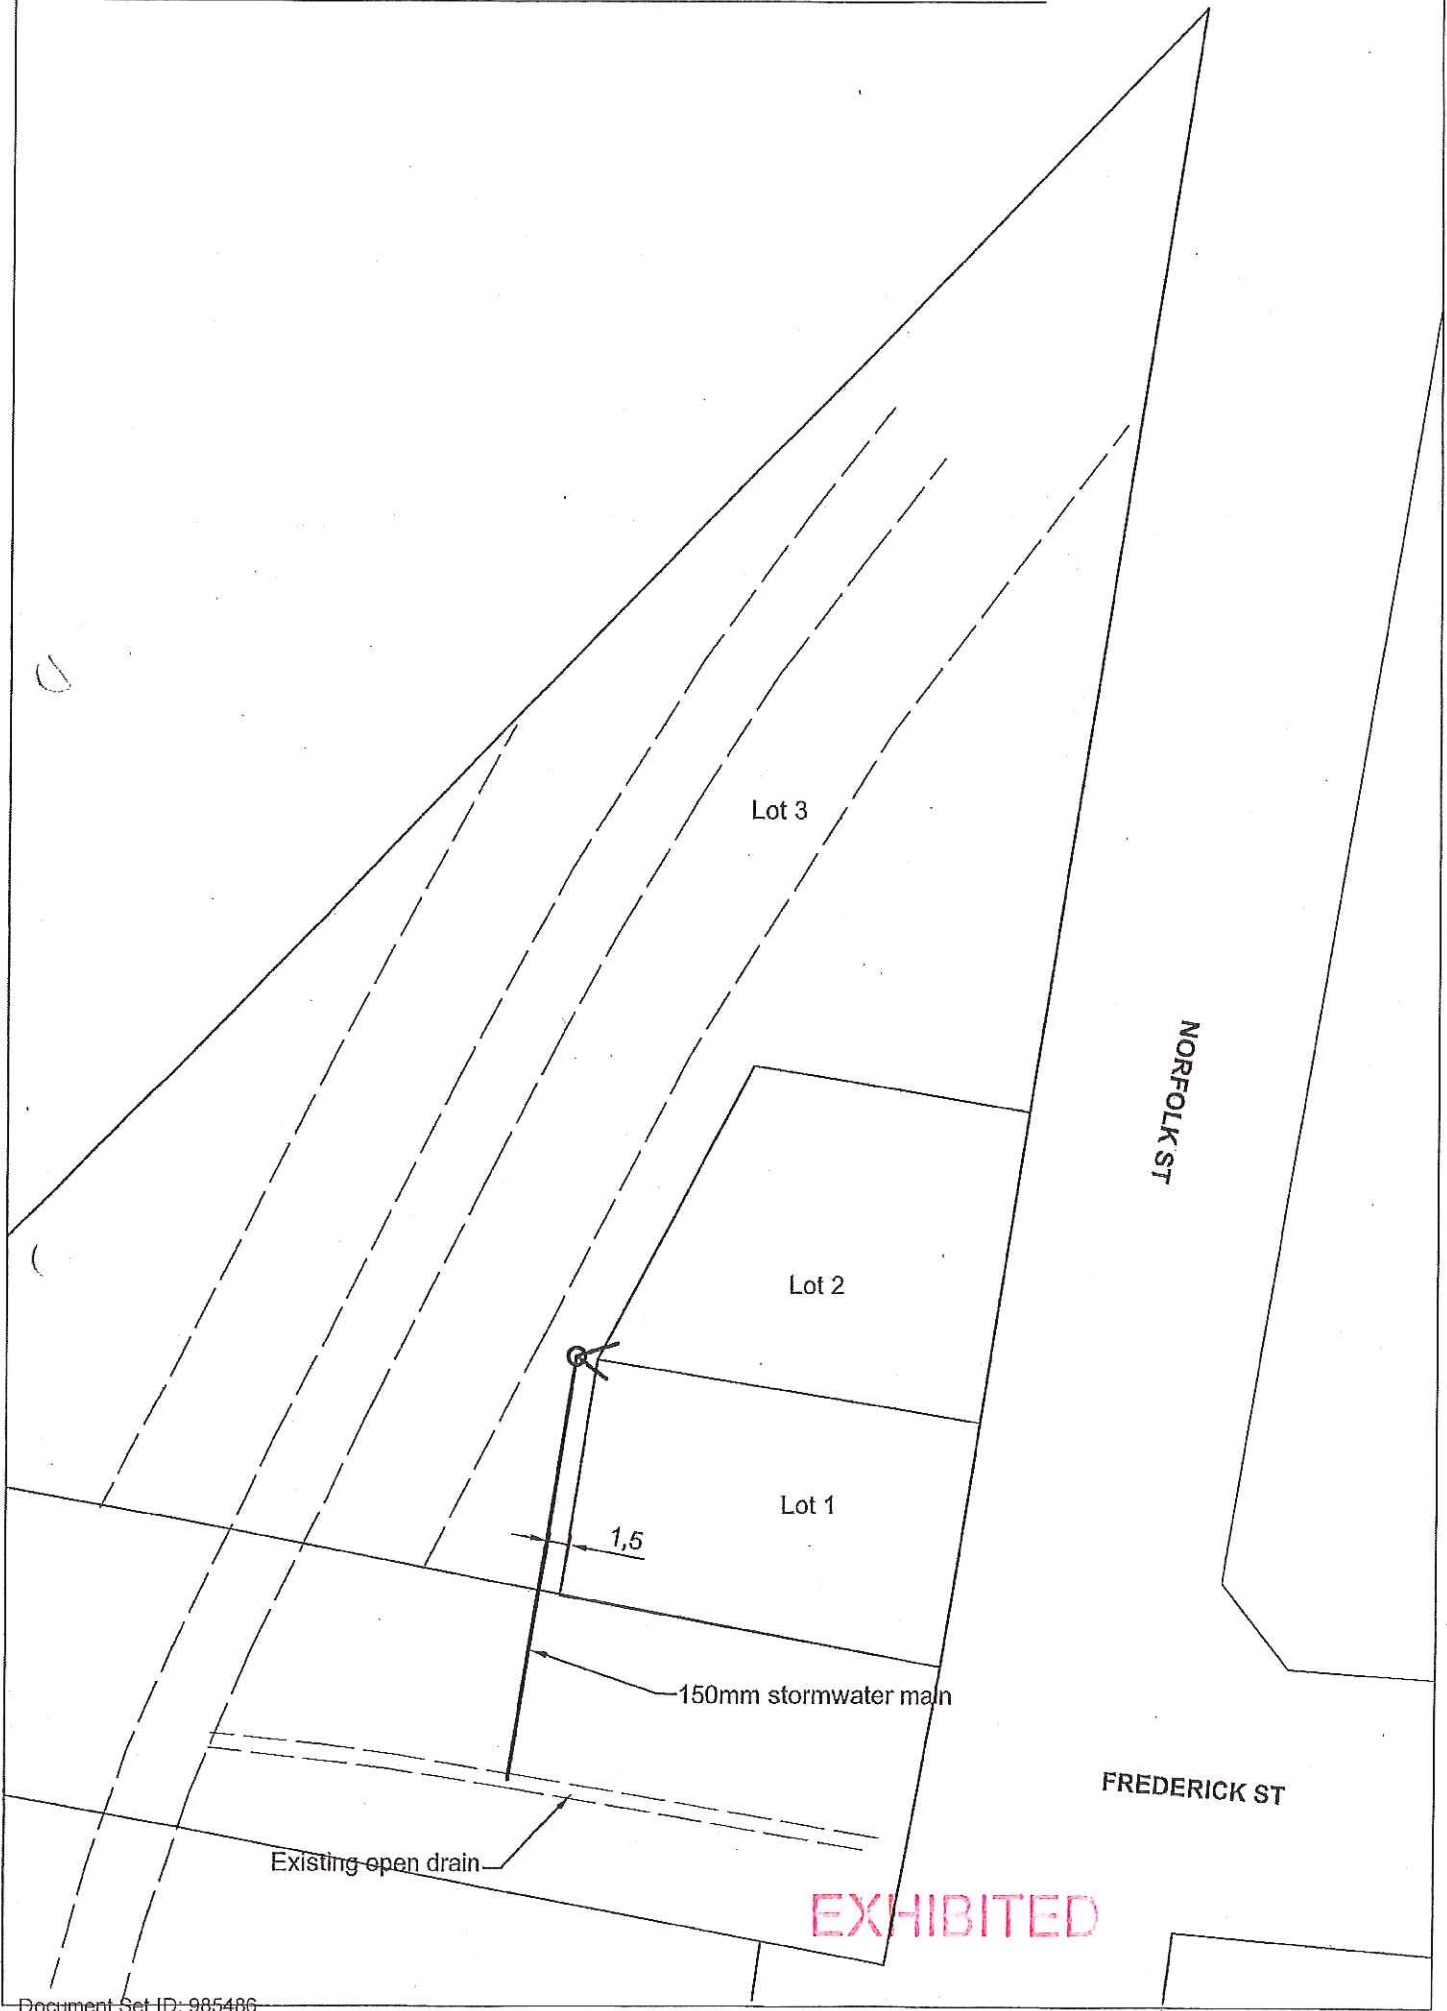 Lot 3
NORFOLK ST
Lot 2
Lot 1
1,5
150mm stormwater main
FREDERICK ST
Existing open drain
EXHIBITED
Document Set ID: 985486